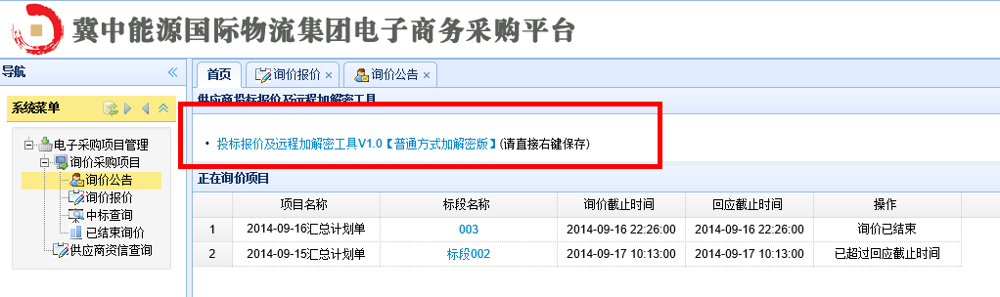 冀中能源国际物流集团电子商务采购平台
导航
首页 询价报价 × 询价公告 ×
系统菜单
供应商投标报价及远程加解密工具
• 投标报价及远程加解密工具V1.0【普通方式加解密版】(请直接右键保存)
电子采购项目管理
询价采购项目
询价公告
询价报价
中标查询
已结束询价
供应商资信查询
正在询价项目
项目名称 标段名称 询价截止时间 回应截止时间 操作
1 2014-09-16汇总计划单 003 2014-09-16 22:26:00 2014-09-16 22:26:00 询价已结束
2 2014-09-15汇总计划单 标段002 2014-09-17 10:13:00 2014-09-17 10:13:00 已超过回应截止时间